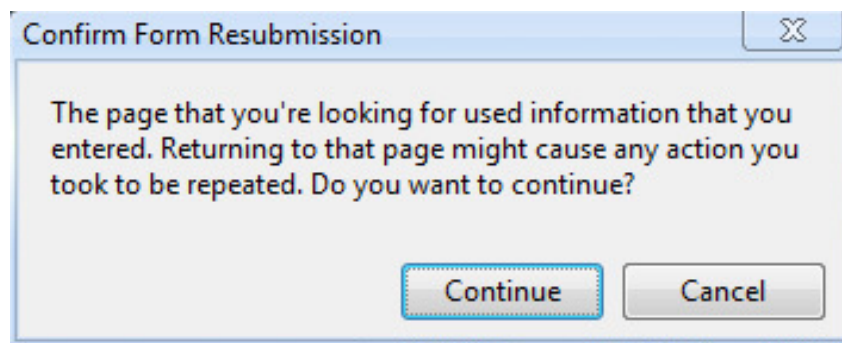 Confirm Form Resubmission
The page that you're looking for used information that you
entered. Returning to that page might cause any action you
took to be repeated. Do you want to continue?
Continue Cancel